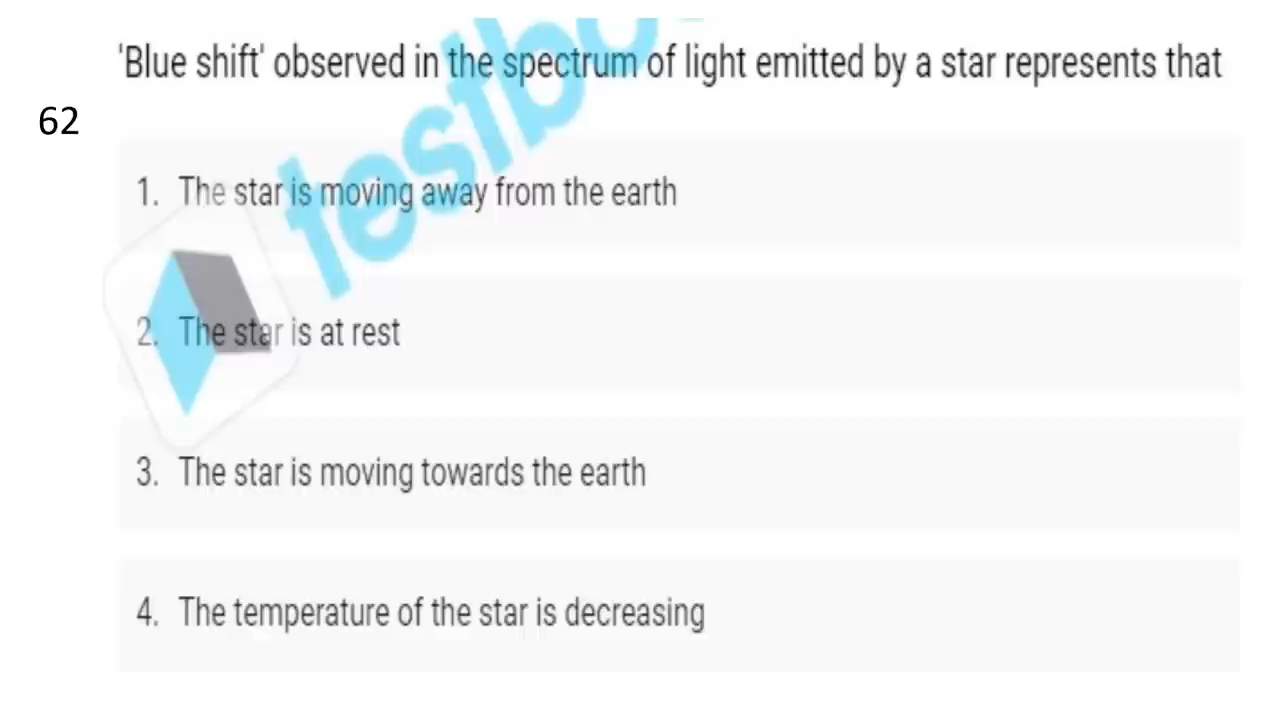 'Blue shift' observed in the spectrum of light emitted by a star represents that
62
1. The star is moving away from the earth
2. The star is at rest
3. The star is moving towards the earth
4. The temperature of the star is decreasing